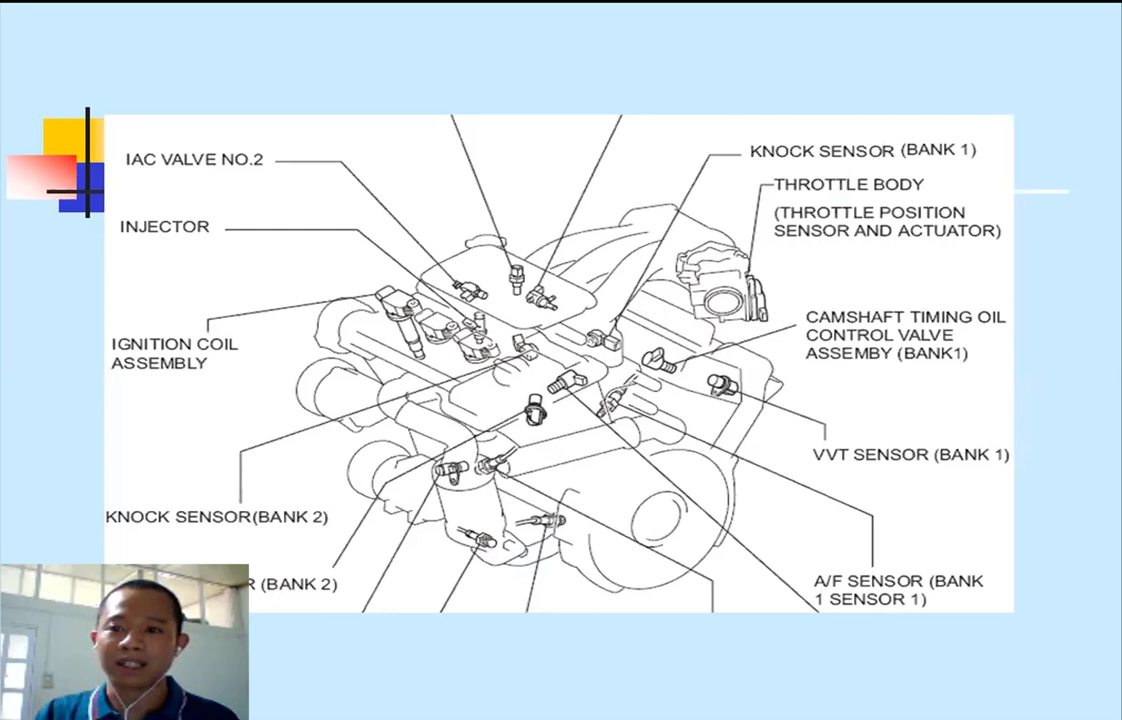 IAC VALVE NO.2
INJECTOR
IGNITION COIL
ASSEMBLY
KNOCK SENSOR(BANK 2)
R (BANK 2)
KNOCK SENSOR (BANK 1)
THROTTLE BODY
(THROTTLE POSITION
SENSOR AND ACTUATOR)
CAMSHAFT TIMING OIL
CONTROL VALVE
ASSEMBY (BANK1)
VVT SENSOR (BANK 1)
A/F SENSOR (BANK
1 SENSOR 1)